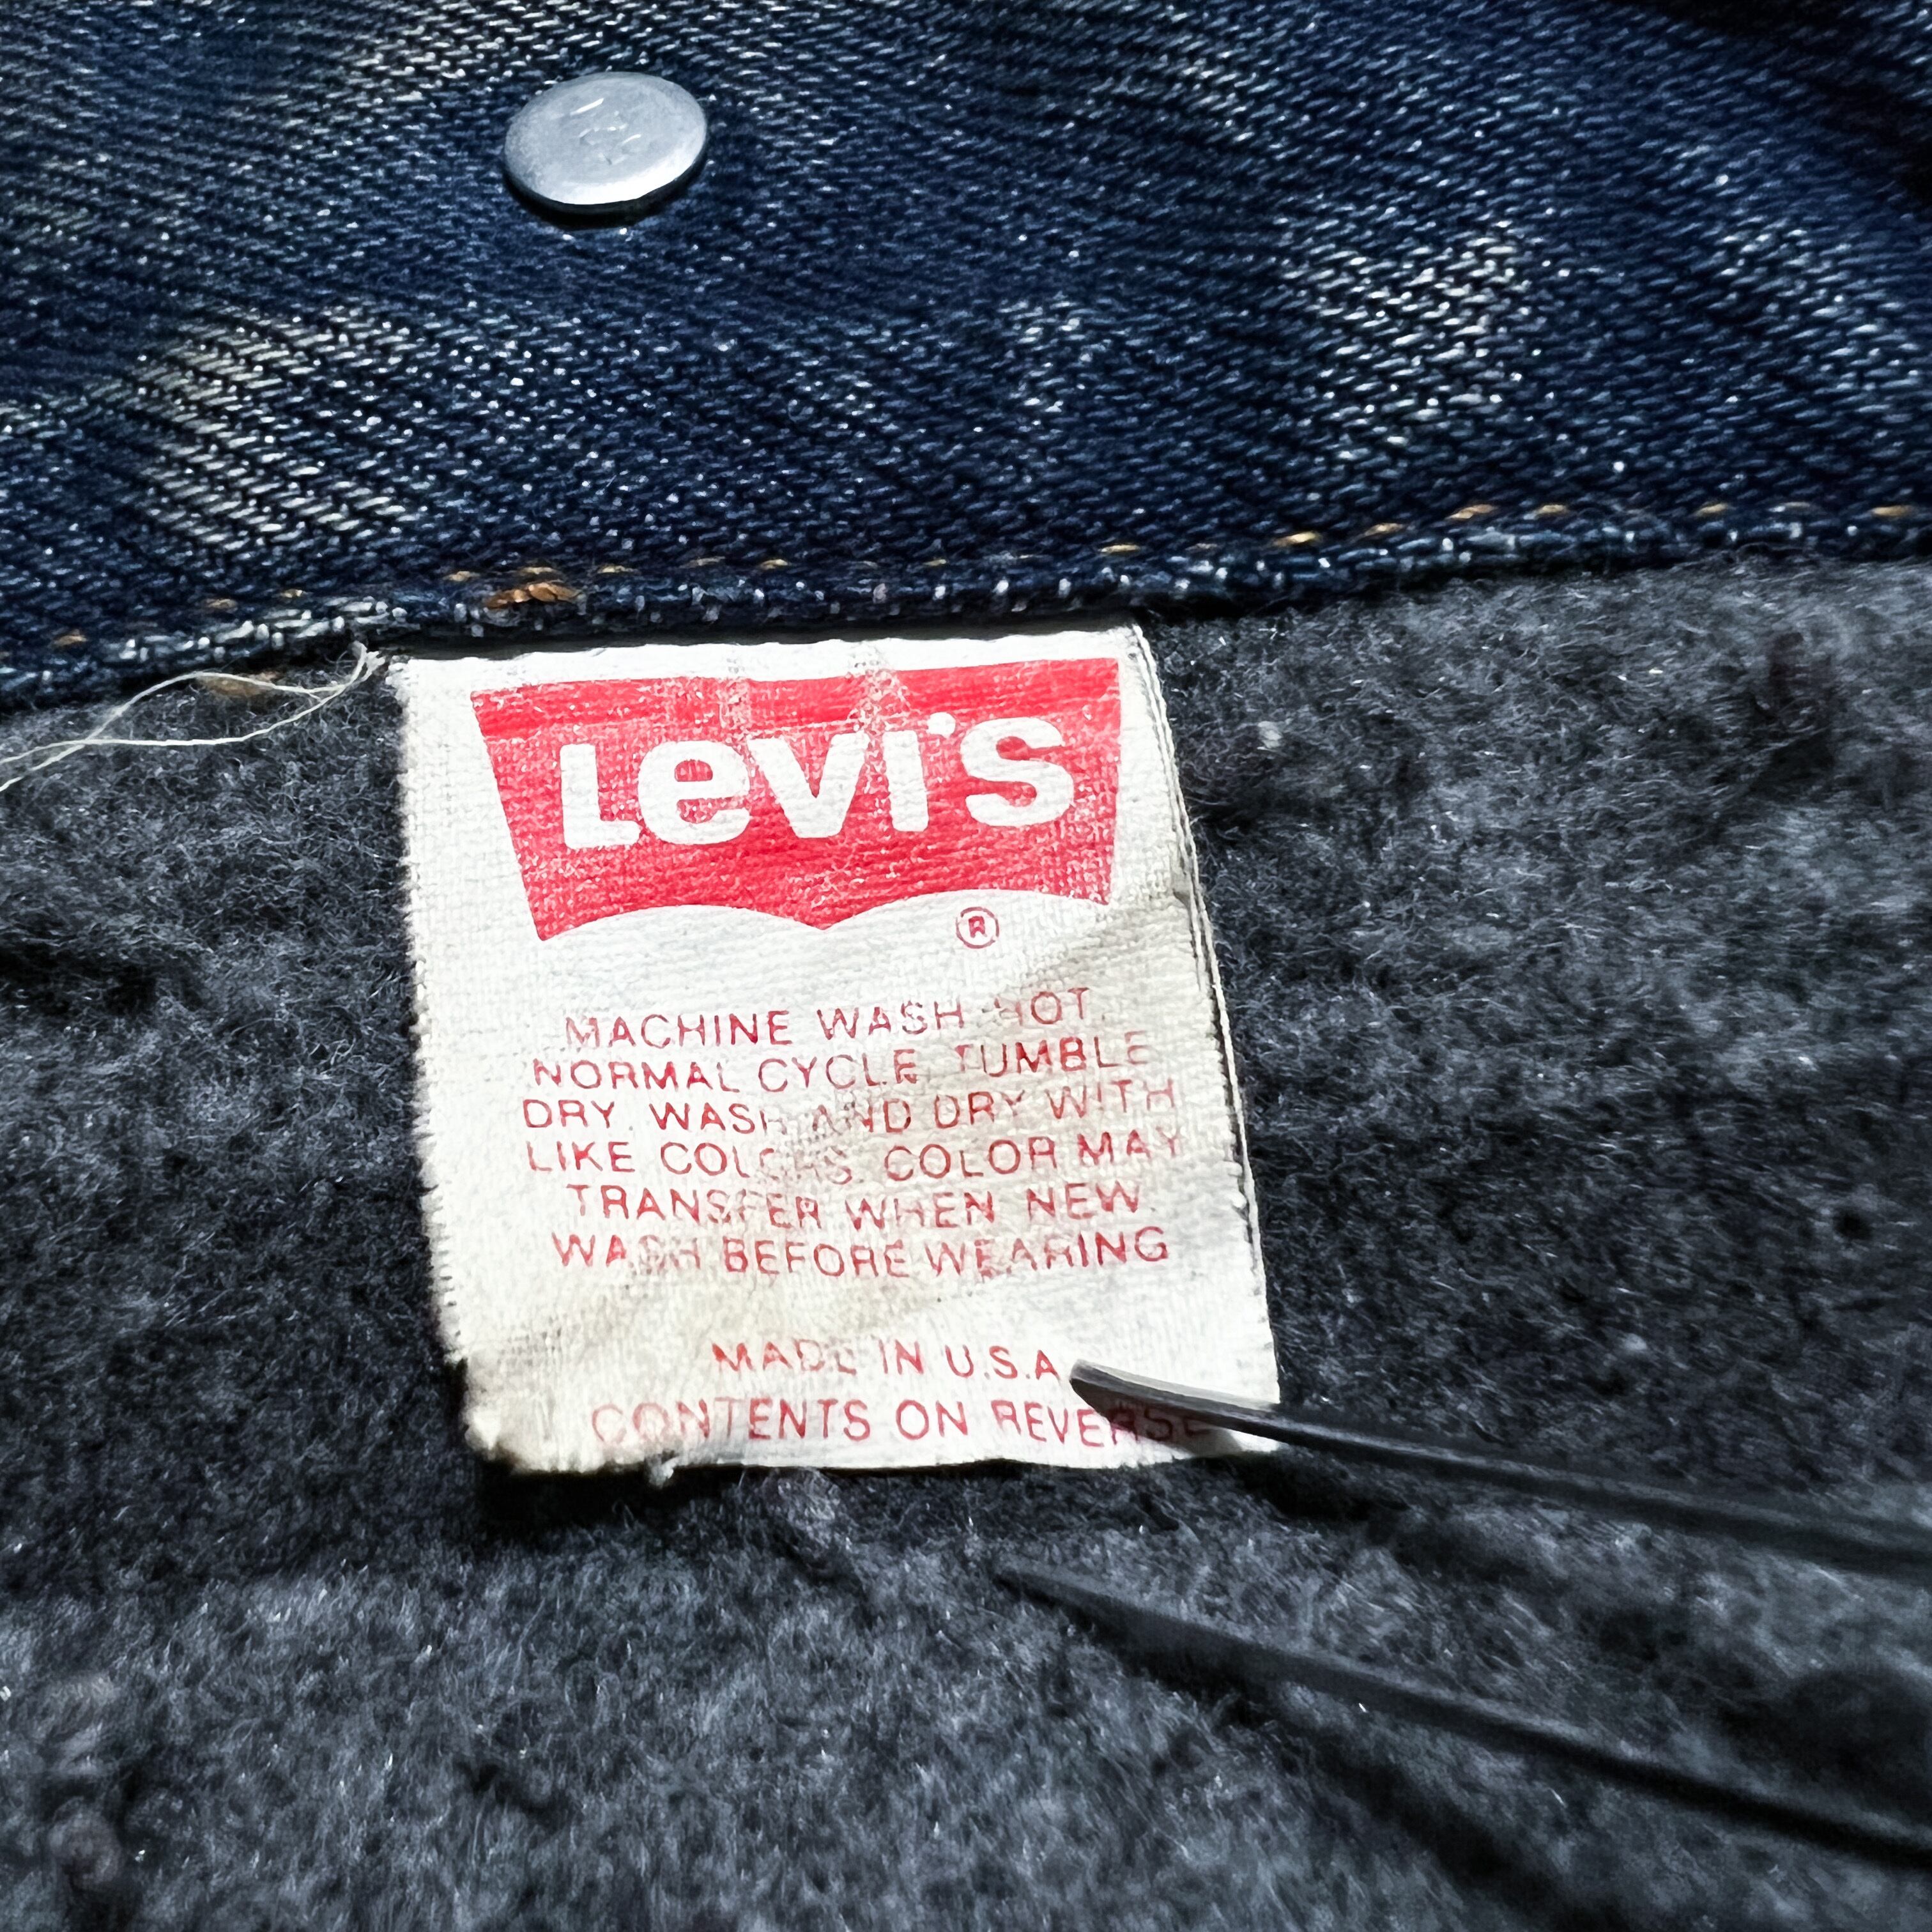 Levi's
®
MACHINE WASH HOT.
NORMAL CYCLE. TUMBLE
DRY. WASH AND DRY WITH
LIKE COLORS. COLOR MAY
TRANSFER WHEN NEW.
WASH BEFORE WEARING
MADE IN U.S.A
CONTENTS ON REVERSE